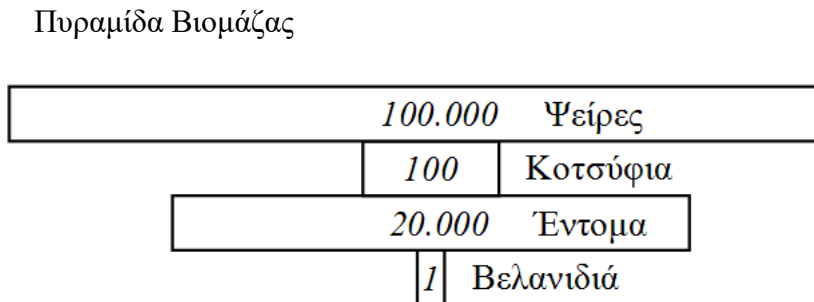 Πυραμίδα Βιομάζας
100.000 Ψείρες
100 Κοτσύφια
20.000 Έντομα
1 Βελανιδιά